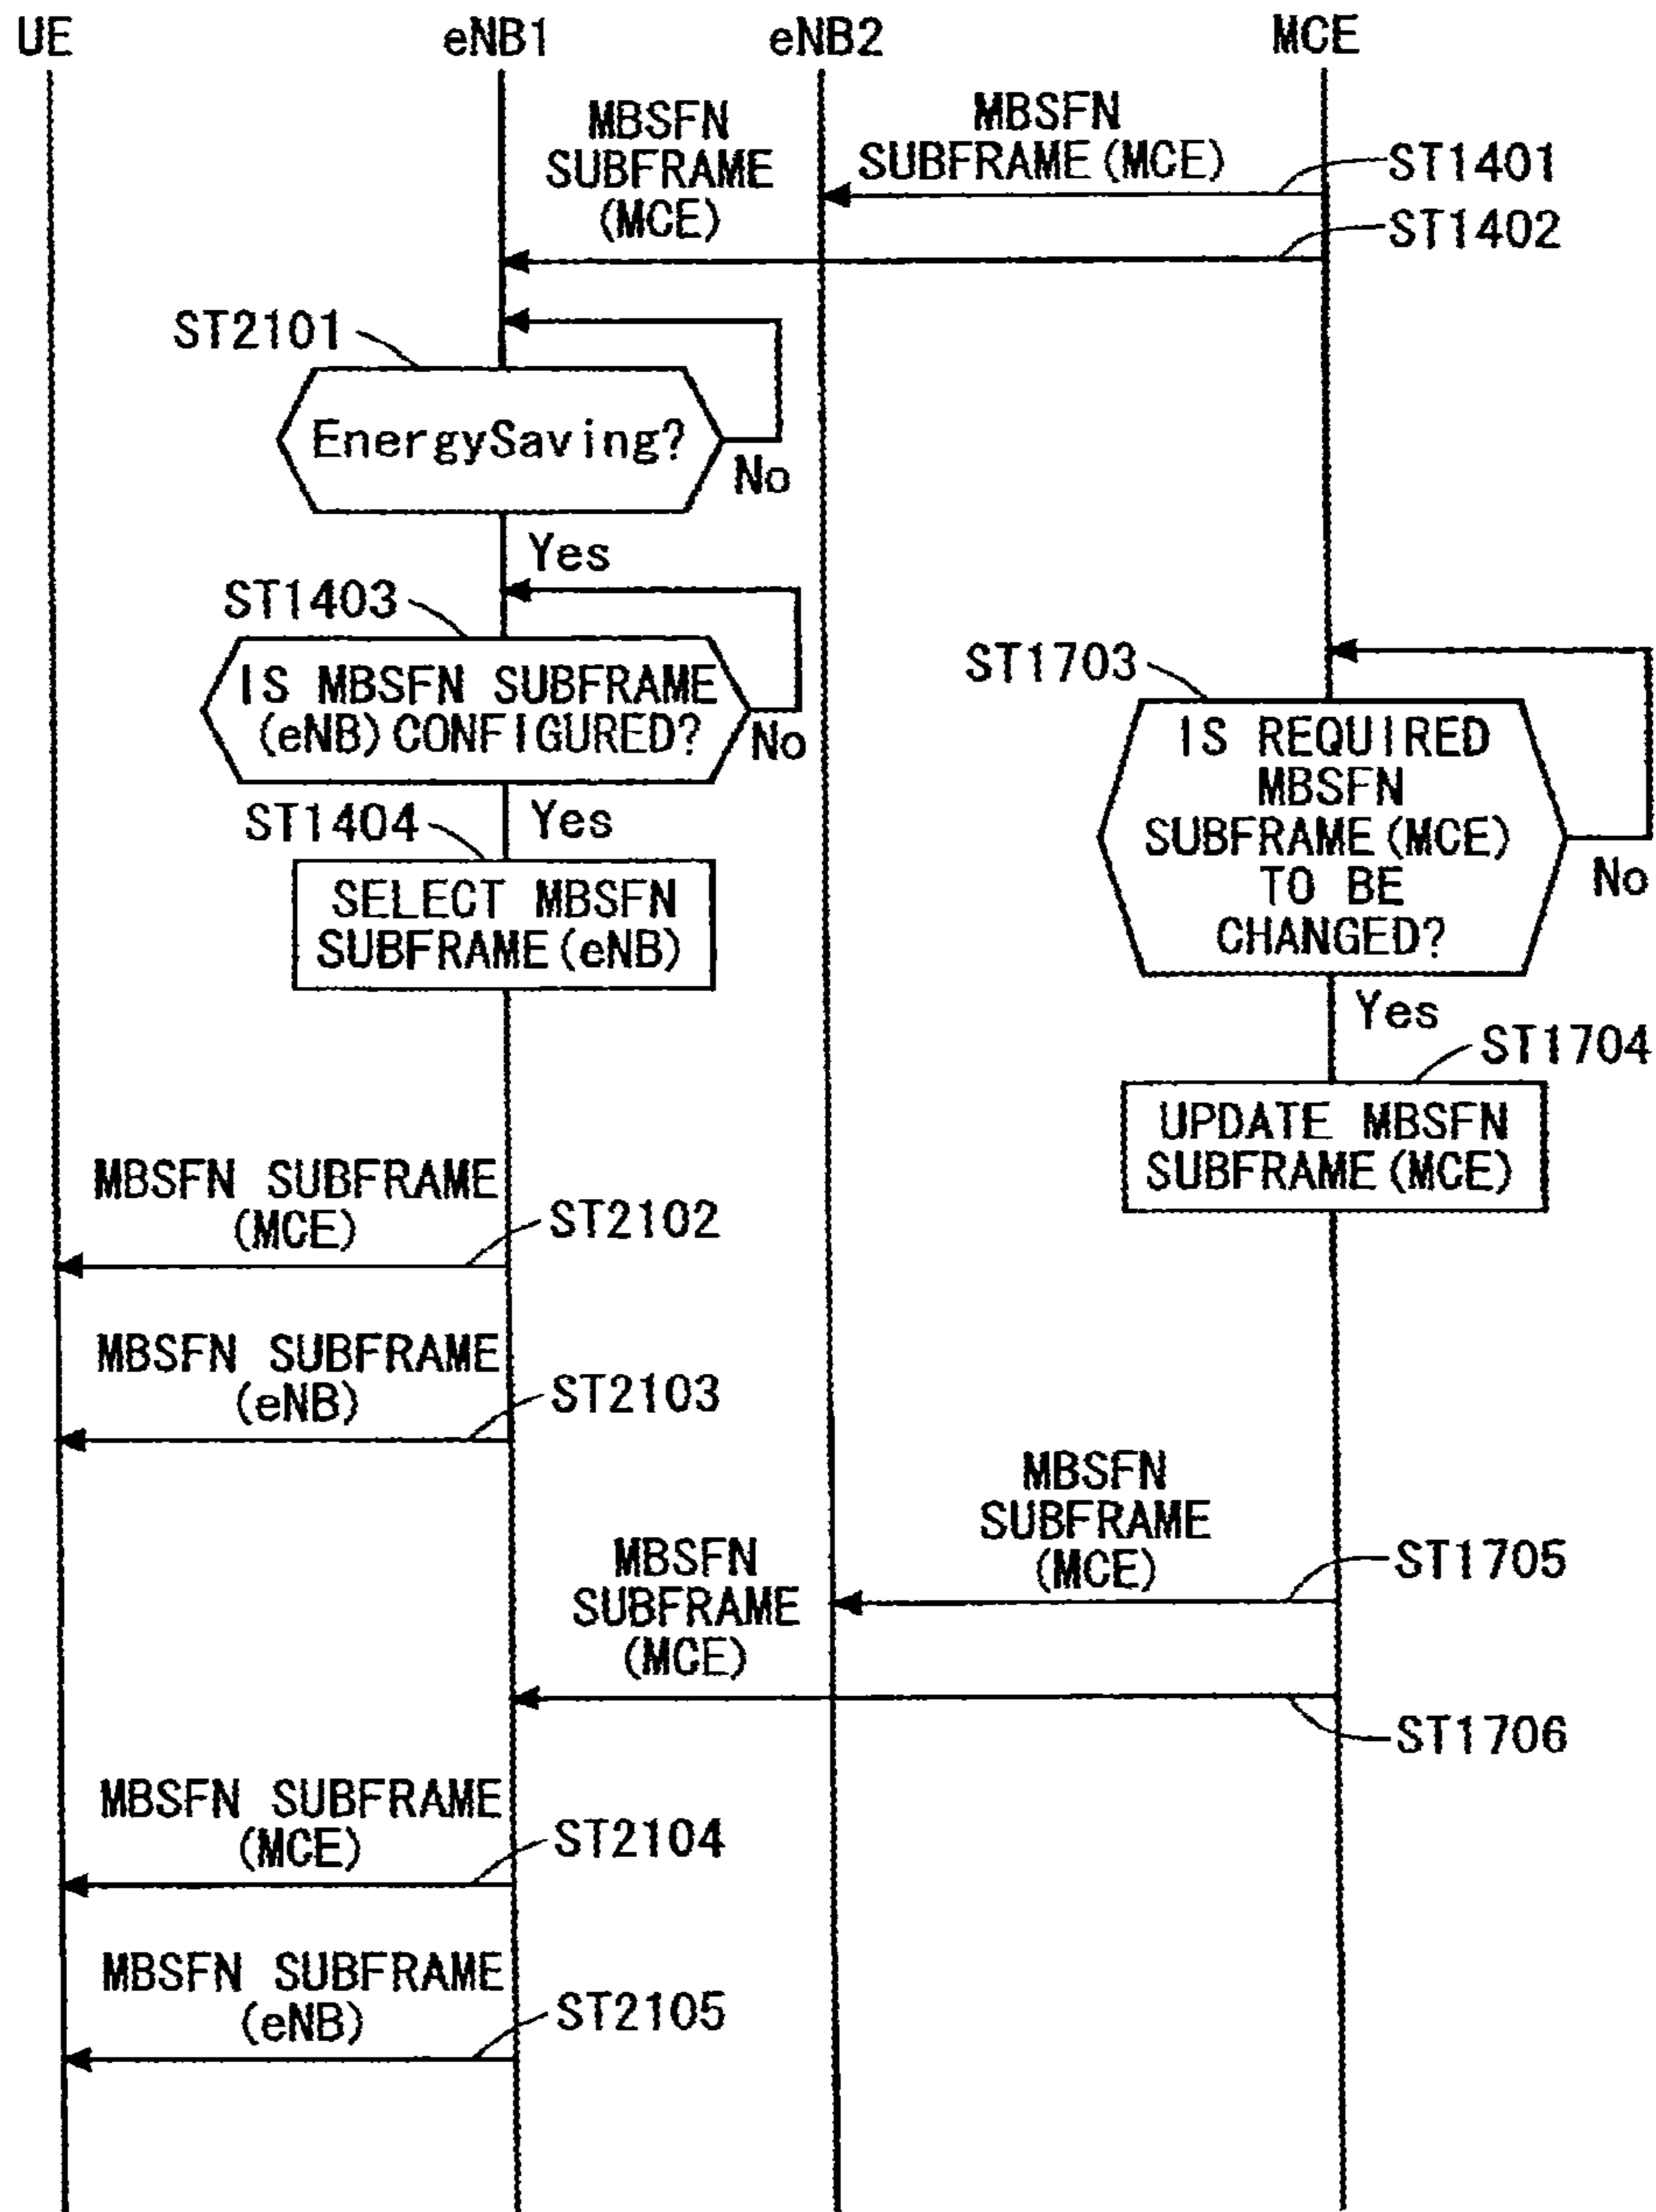 UE
eNB1
eNB2
MCE
MBSFN
SUBFRAME
(MCE)
MBSFN
SUBFRAME(MCE)
ST1401
ST1402
ST2101
EnergySaving?
No
Yes
ST1403
IS MBSFN SUBFRAME
(eNB)CONFIGURED?
No
ST1703
IS REQUIRED
MBSFN
SUBFRAME(MCE)
TO BE
CHANGED?
No
ST1404
Yes
SELECT MBSFN
SUBFRAME(eNB)
Yes
ST1704
UPDATE MBSFN
SUBFRAME(MCE)
MBSFN SUBFRAME
(MCE)
ST2102
MBSFN SUBFRAME
(eNB)
ST2103
MBSFN
SUBFRAME
(MCE)
ST1705
MBSFN
SUBFRAME
(MCE)
ST1706
MBSFN SUBFRAME
(MCE)
ST2104
MBSFN SUBFRAME
(eNB)
ST2105